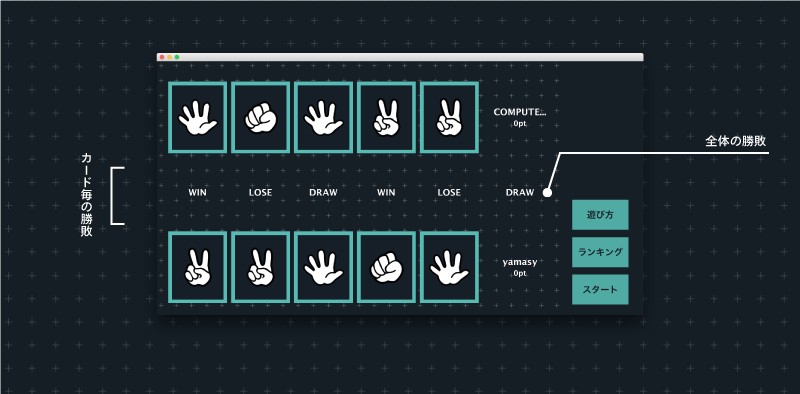 COMPUTE...
0pt
全体の勝敗
カード毎の勝敗
WIN LOSE DRAW WIN LOSE DRAW
遊び方
ランキング
yamasy
0pt
スタート